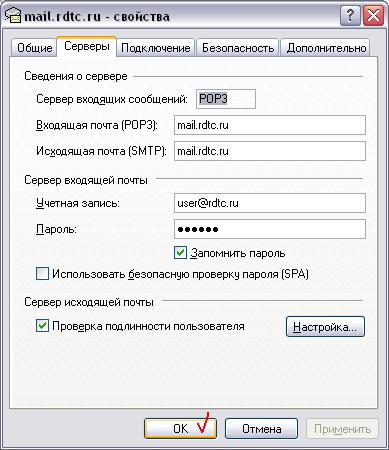 mail.rdtc.ru - свойства
Общие Серверы Подключение Безопасность Дополнительно
Сведения о сервере
Сервер входящих сообщений: POP3
Входящая почта (POP3): mail.rdtc.ru
Исходящая почта (SMTP): mail.rdtc.ru
Сервер входящей почты
Учетная запись: user@rdtc.ru
Пароль: ●●●●●●
Запомнить пароль
Использовать безопасную проверку пароля (SPA)
Сервер исходящей почты
Проверка подлинности пользователя Настройка...
ОК Отмена Применить